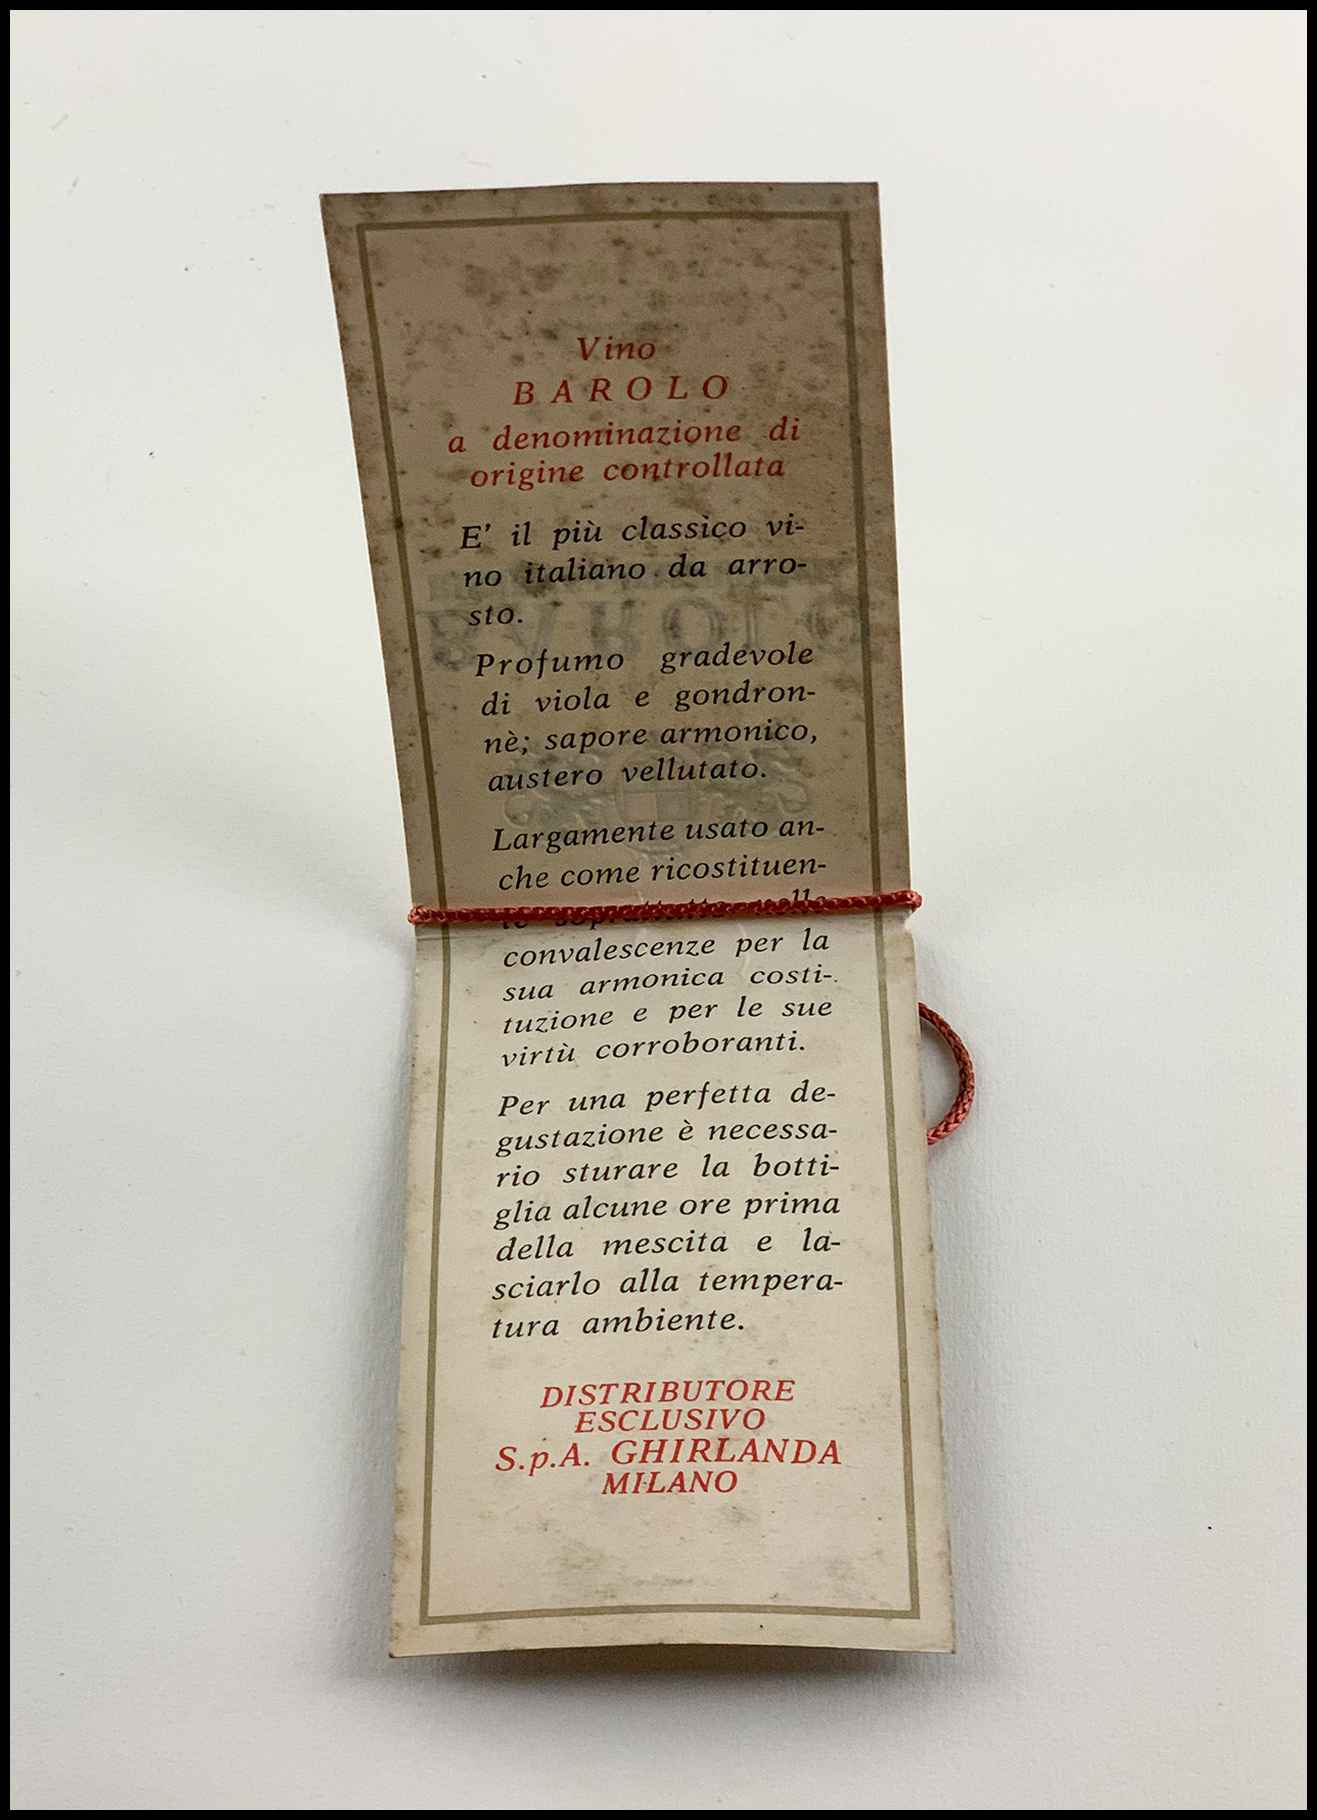 Vino
BAROLO
a denominazione di
origine controllata
E' il più classico vi-
no italiano da arro-
sto.
Profumo gradevole
di viola e gondron-
nè; sapore armonico,
austero vellutato.
Largamente usato an-
che come ricostituen-
te soprattutto nelle
convalescenze per la
sua armonica costi-
tuzione e per le sue
virtù corroboranti.
Per una perfetta de-
gustazione è necessa-
rio sturare la botti-
glia alcune ore prima
della mescita e la-
sciarlo alla tempera-
tura ambiente.
DISTRIBUTORE
ESCLUSIVO
S.p.A. GHIRLANDA
MILANO